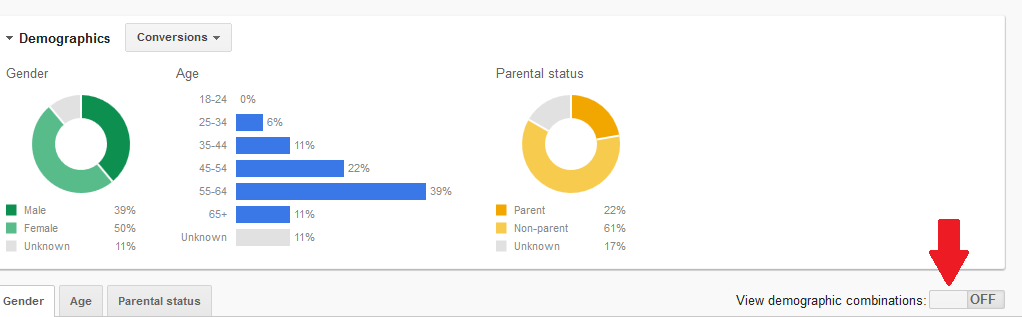 Demographics Conversions
Gender
Male 39%
Female 50%
Unknown 11%
Age
18-24 0%
25-34 6%
35-44 11%
45-54 22%
55-64 39%
65+ 11%
Unknown 11%
Parental status
Parent 22%
Non-parent 61%
Unknown 17%
Gender Age Parental status
View demographic combinations: OFF